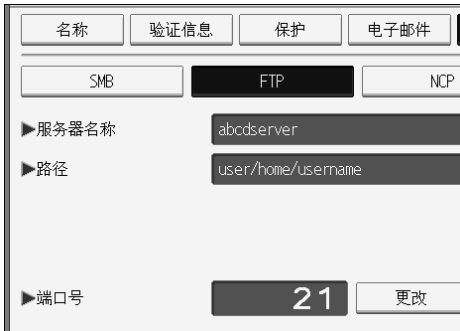 名称 验证信息 保护 电子邮件
SMB FTP NCP
▶服务器名称 abcdserver
▶路径 user/home/username
▶端口号 21 更改